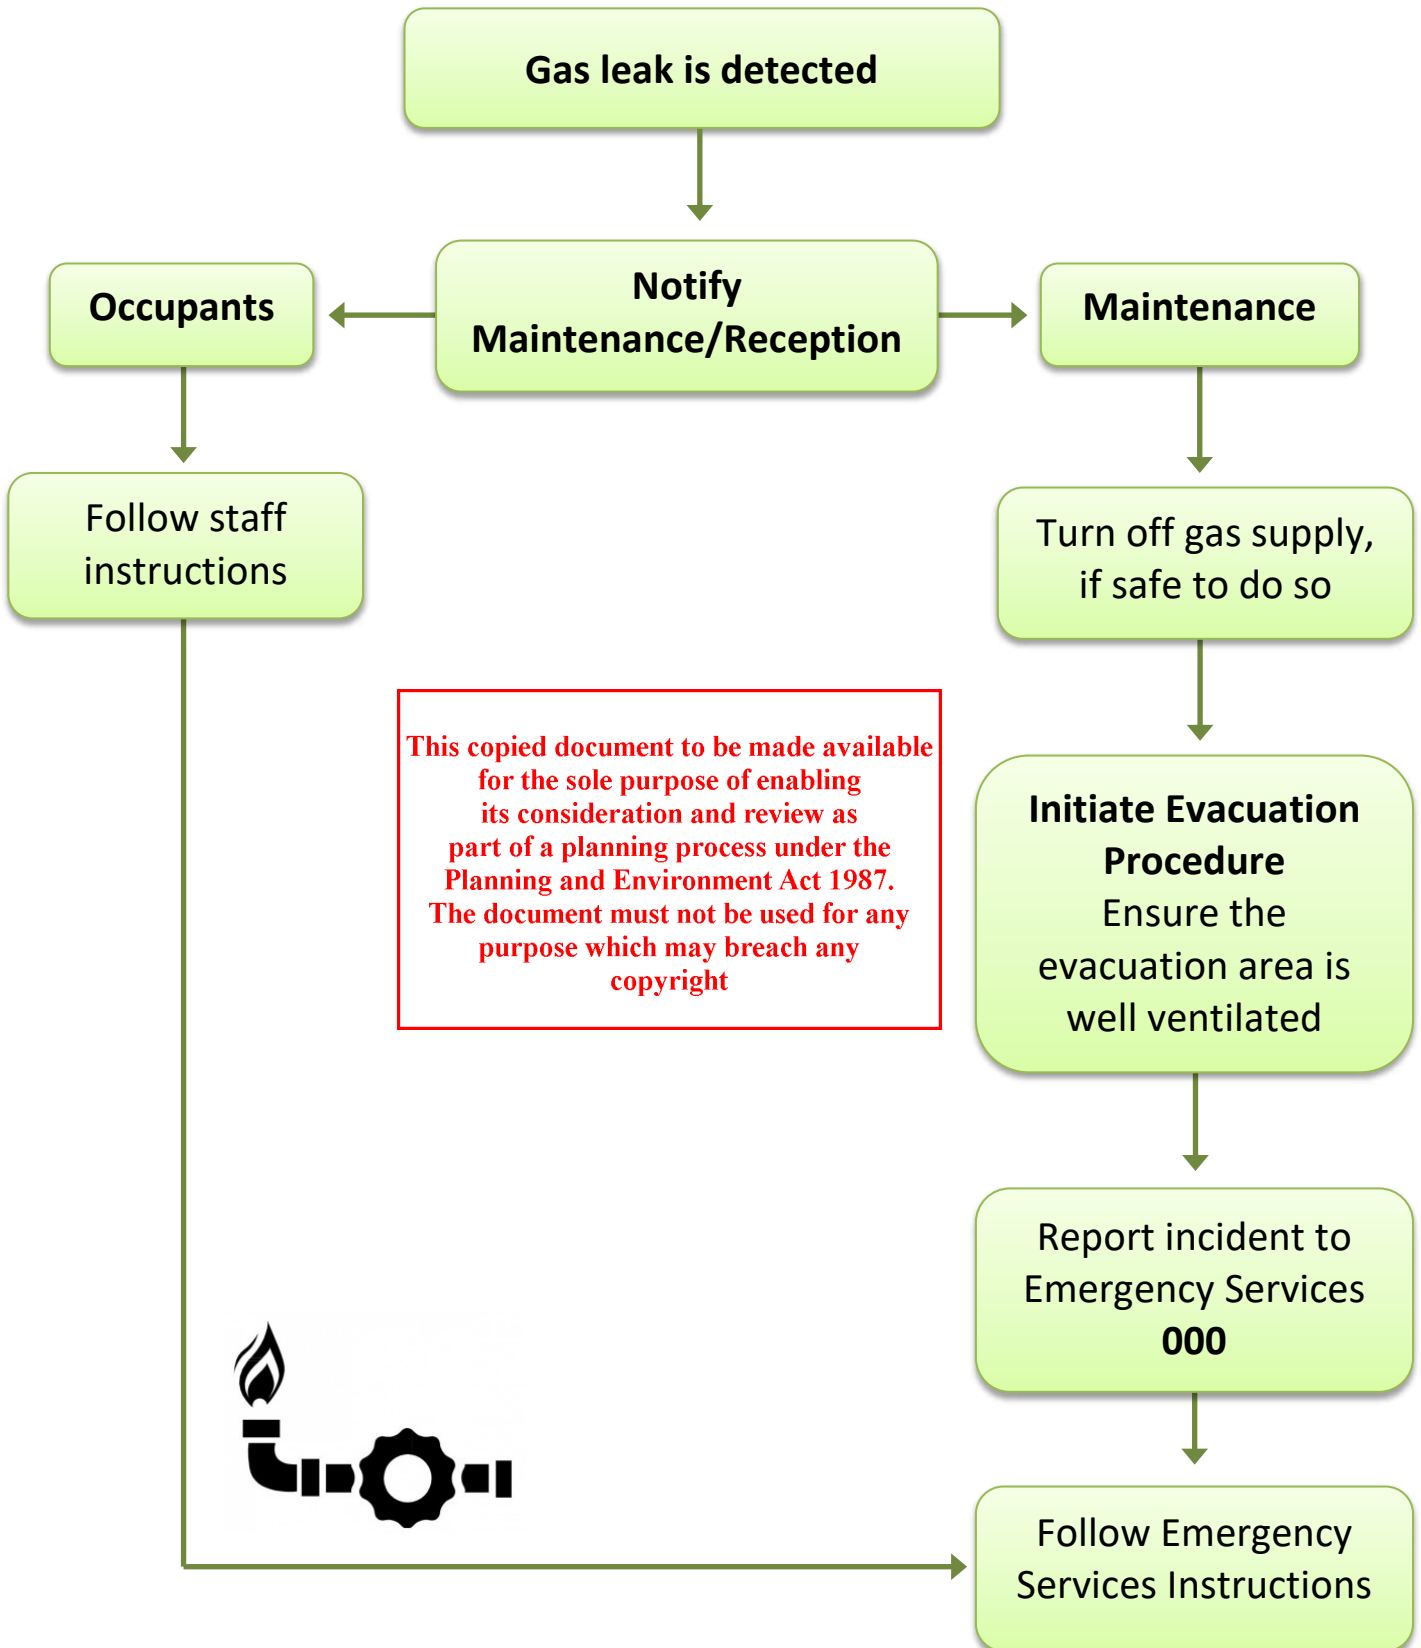 Gas leak is detected
Notify
Maintenance/Reception
Occupants
Maintenance
Follow staff
instructions
Turn off gas supply,
if safe to do so
This copied document to be made available
for the sole purpose of enabling
its consideration and review as
part of a planning process under the
Planning and Environment Act 1987.
The document must not be used for any
purpose which may breach any
copyright
Initiate Evacuation
Procedure
Ensure the
evacuation area is
well ventilated
Report incident to
Emergency Services
000
Follow Emergency
Services Instructions